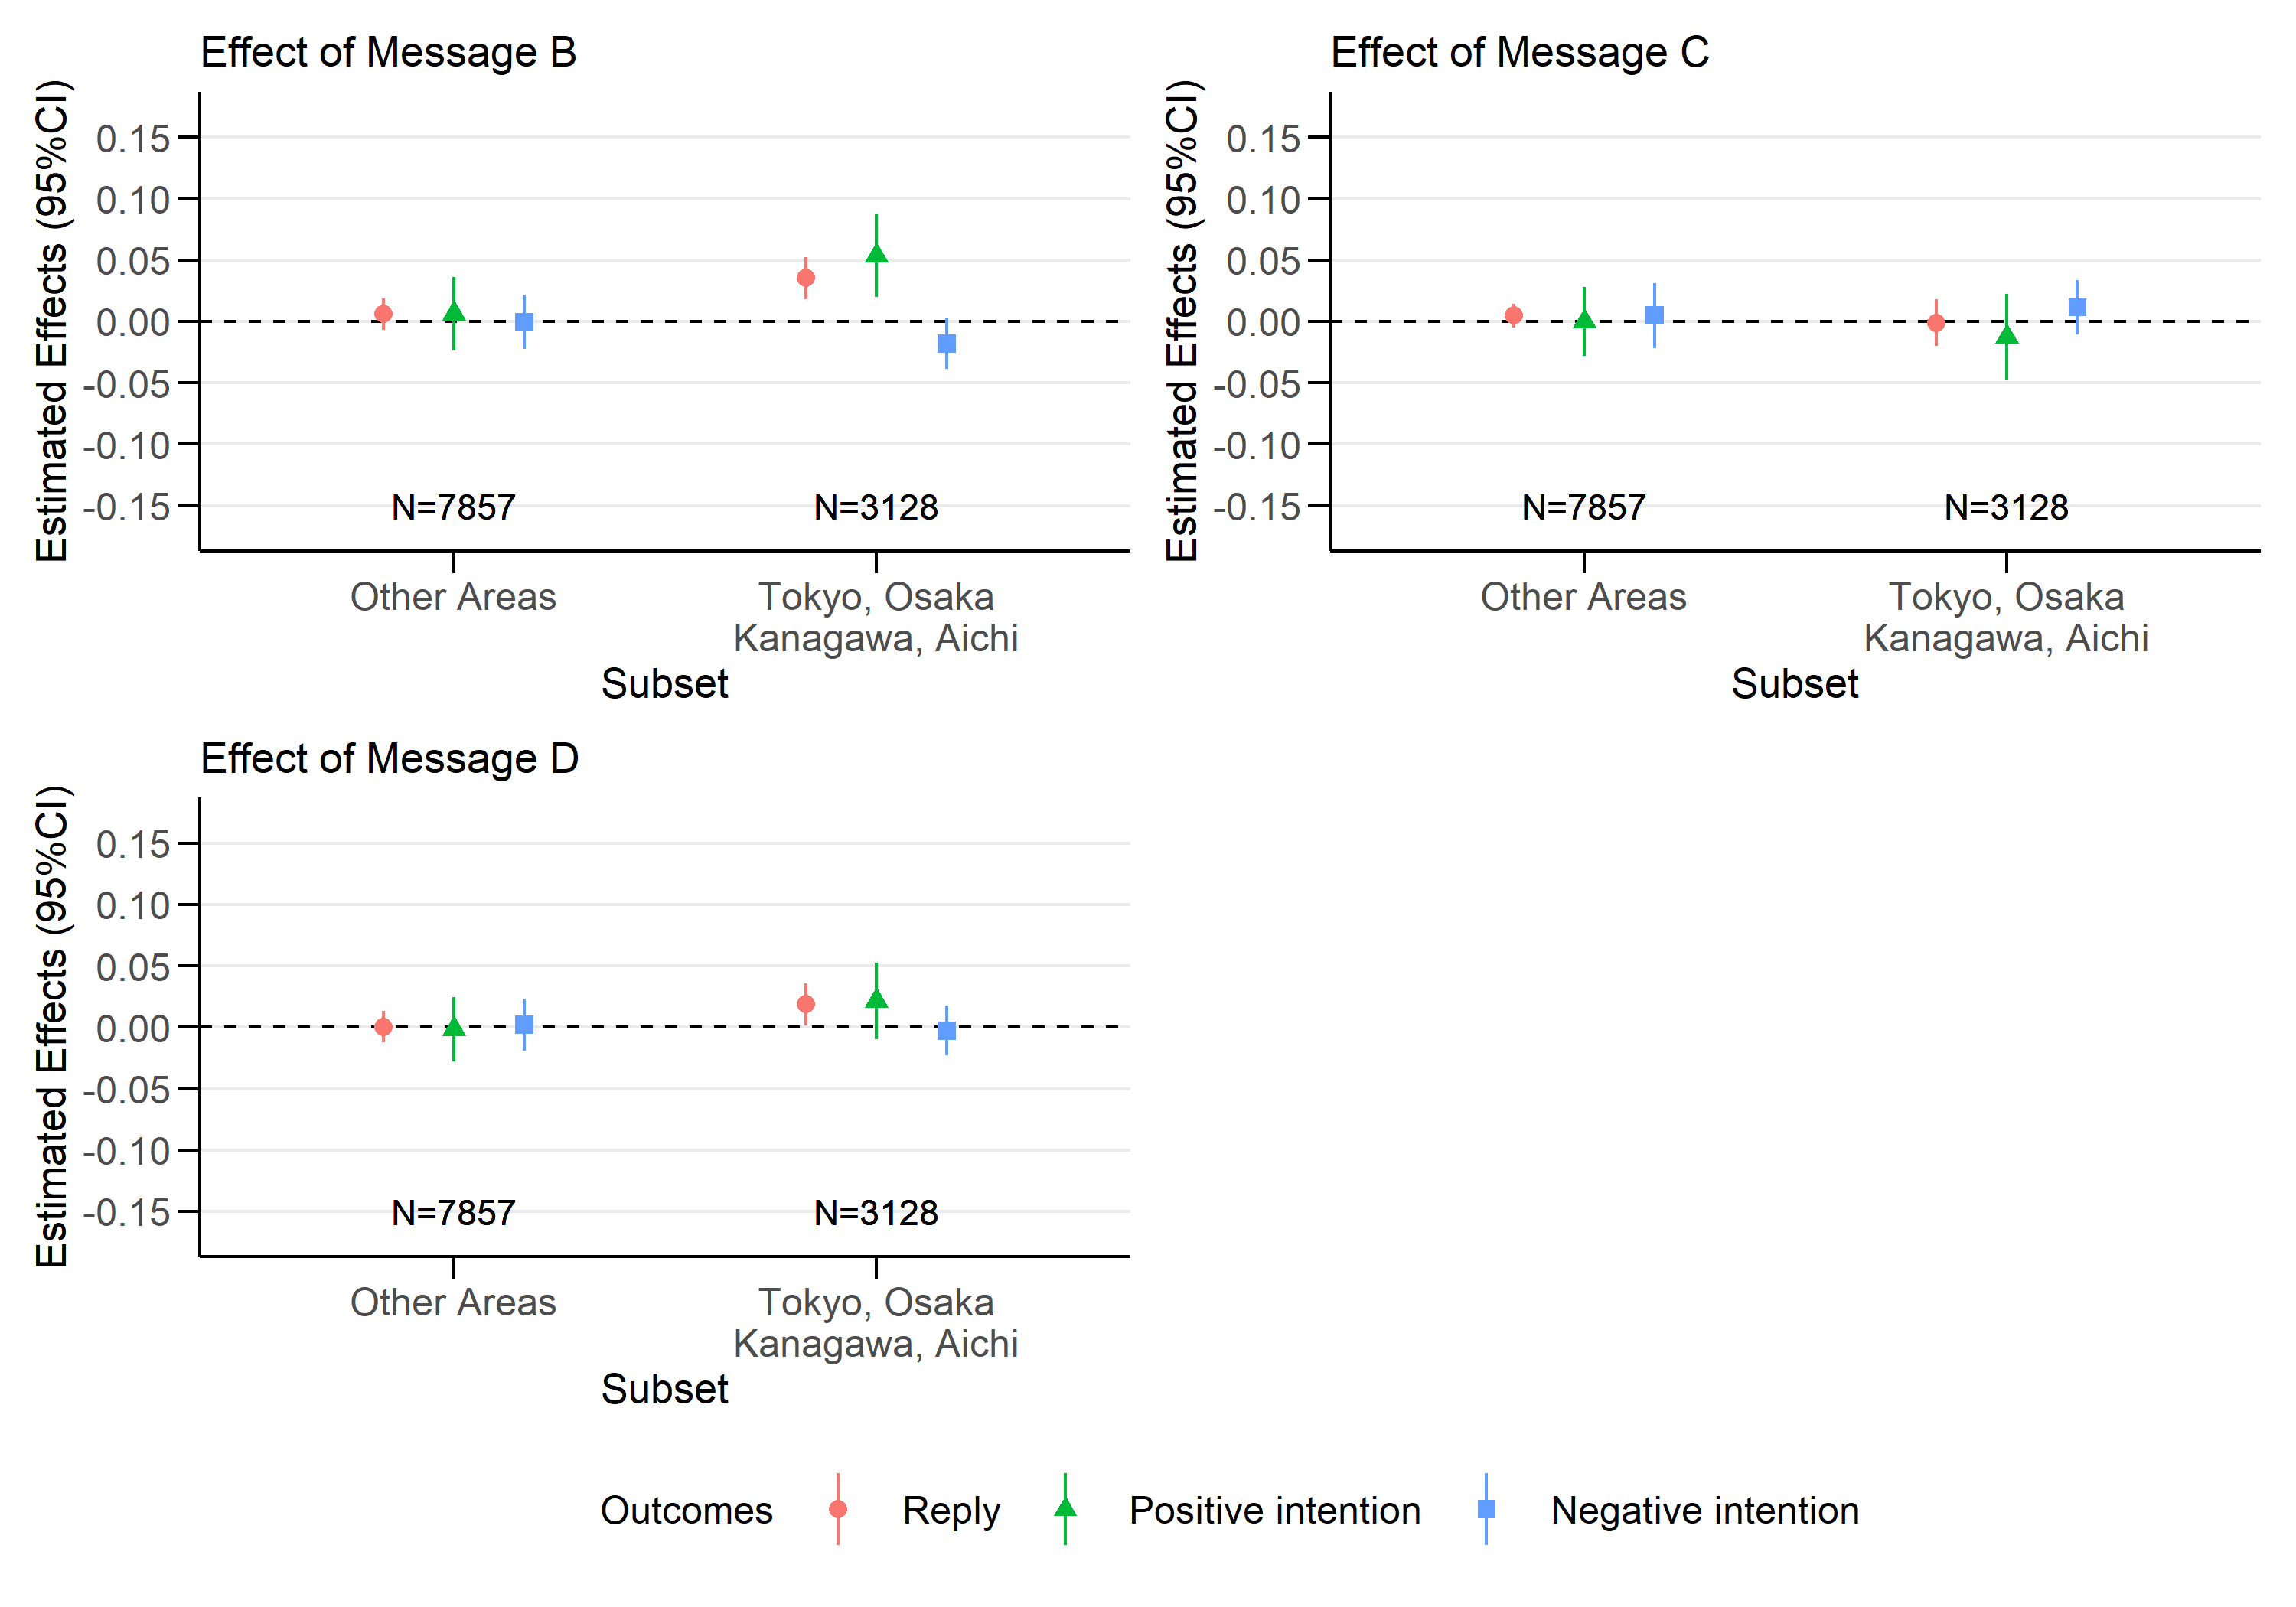 Effect of Message B
Estimated Effects (95%CI)
0.15
0.10
0.05
0.00
-0.05
-0.10
-0.15
N=7857
N=3128
Other Areas
Tokyo, Osaka
Kanagawa, Aichi
Subset
Effect of Message C
Estimated Effects (95%CI)
0.15
0.10
0.05
0.00
-0.05
-0.10
-0.15
N=7857
N=3128
Other Areas
Tokyo, Osaka
Kanagawa, Aichi
Subset
Effect of Message D
Estimated Effects (95%CI)
0.15
0.10
0.05
0.00
-0.05
-0.10
-0.15
N=7857
N=3128
Other Areas
Tokyo, Osaka
Kanagawa, Aichi
Subset
Outcomes Reply Positive intention Negative intention